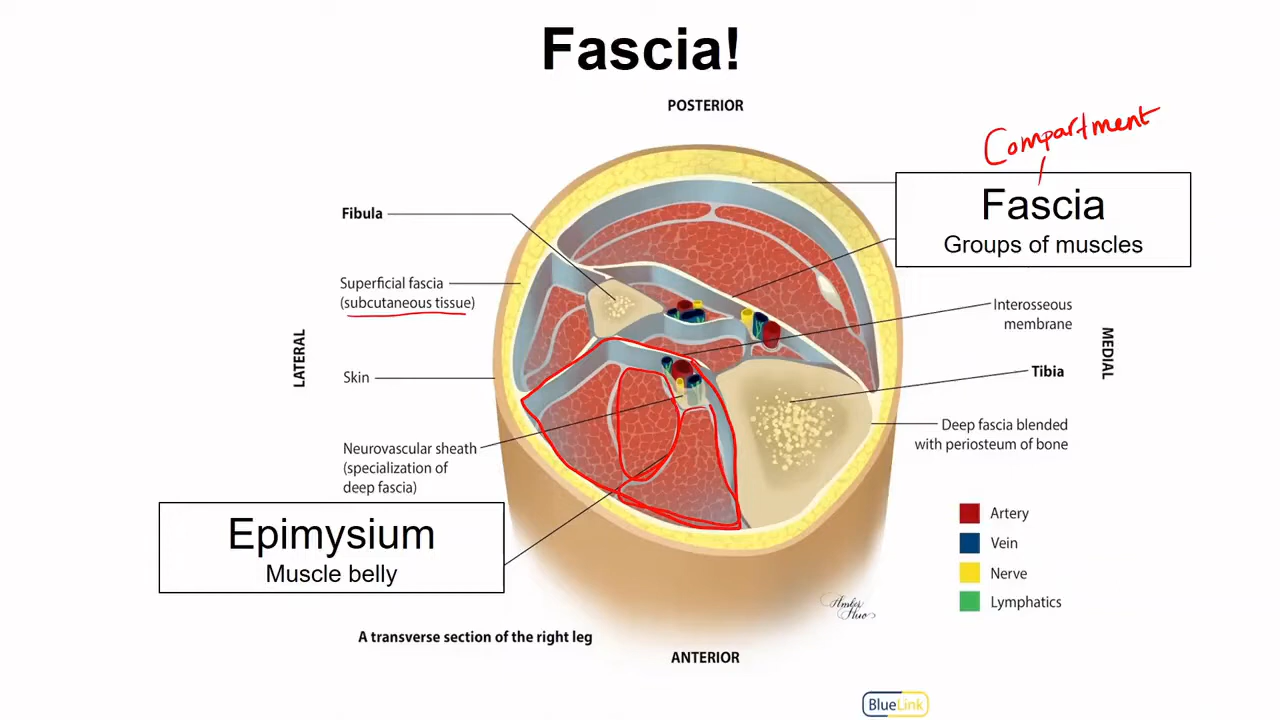 Fascia!
POSTERIOR
Compartment
Fascia
Groups of muscles
Fibula
Superficial fascia
(subcutaneous tissue)
Interosseous
membrane
LATERAL
MEDIAL
Skin
Tibia
Deep fascia blended
with periosteum of bone
Neurovascular sheath
(specialization of
deep fascia)
Epimysium
Muscle belly
Artery
Vein
Nerve
Lymphatics
Amber
Huo
A transverse section of the right leg
ANTERIOR
BlueLink